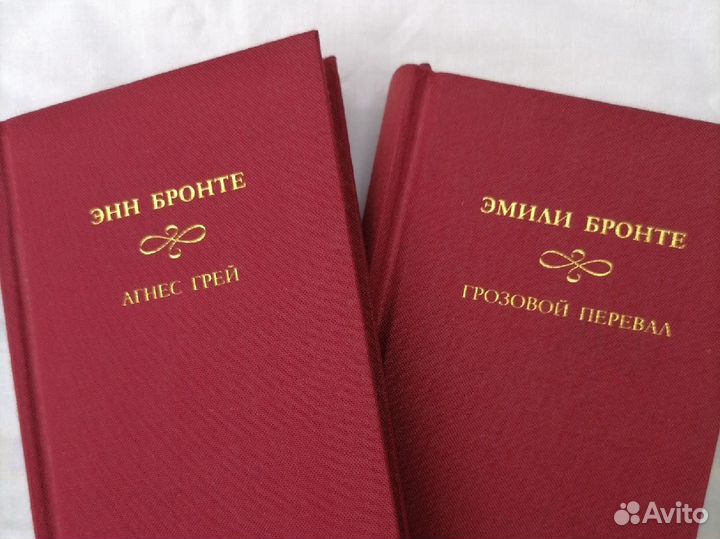 ЭНН БРОНТЕ
АГНЕС ГРЕЙ
ЭМИЛИ БРОНТЕ
ГРОЗОВОЙ ПЕРЕВАЛ
Avito